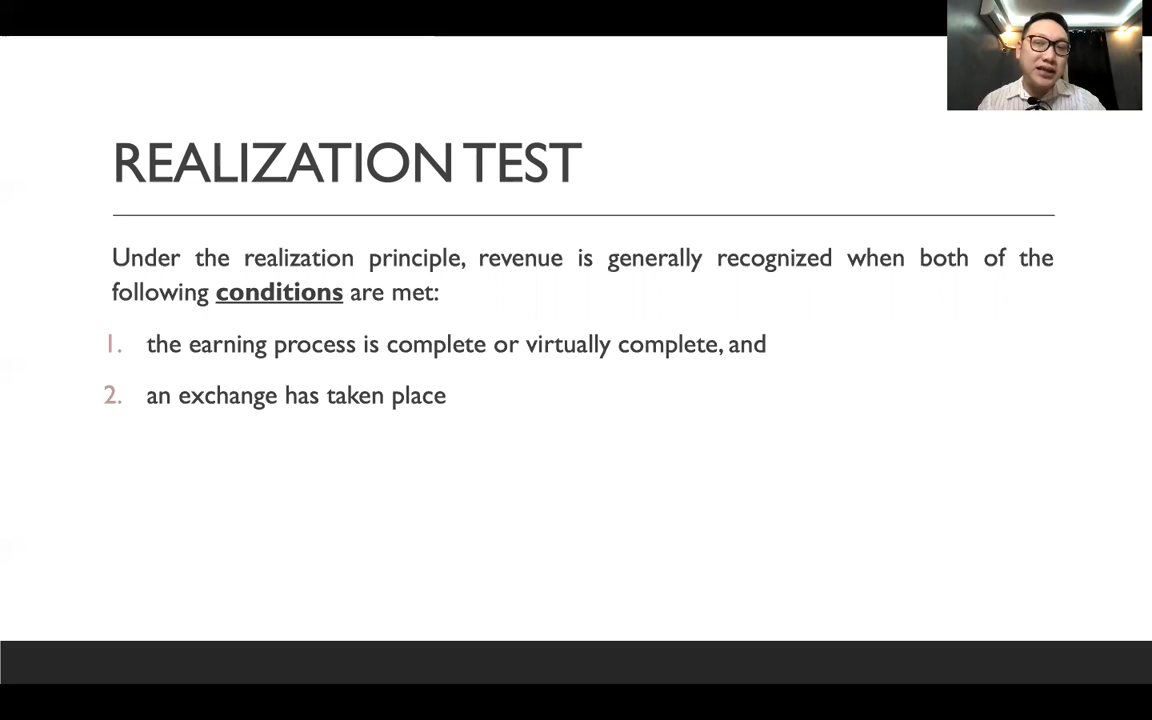 REALIZATION TEST
Under the realization principle, revenue is generally recognized when both of the
following conditions are met:
1. the earning process is complete or virtually complete, and
2. an exchange has taken place